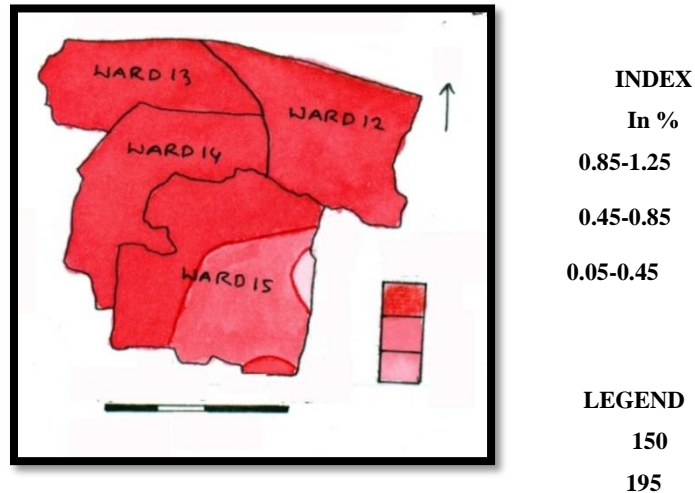 WARD 13
WARD 12
WARD 14
WARD 15
INDEX
In %
0.85-1.25
0.45-0.85
0.05-0.45
LEGEND
150
195